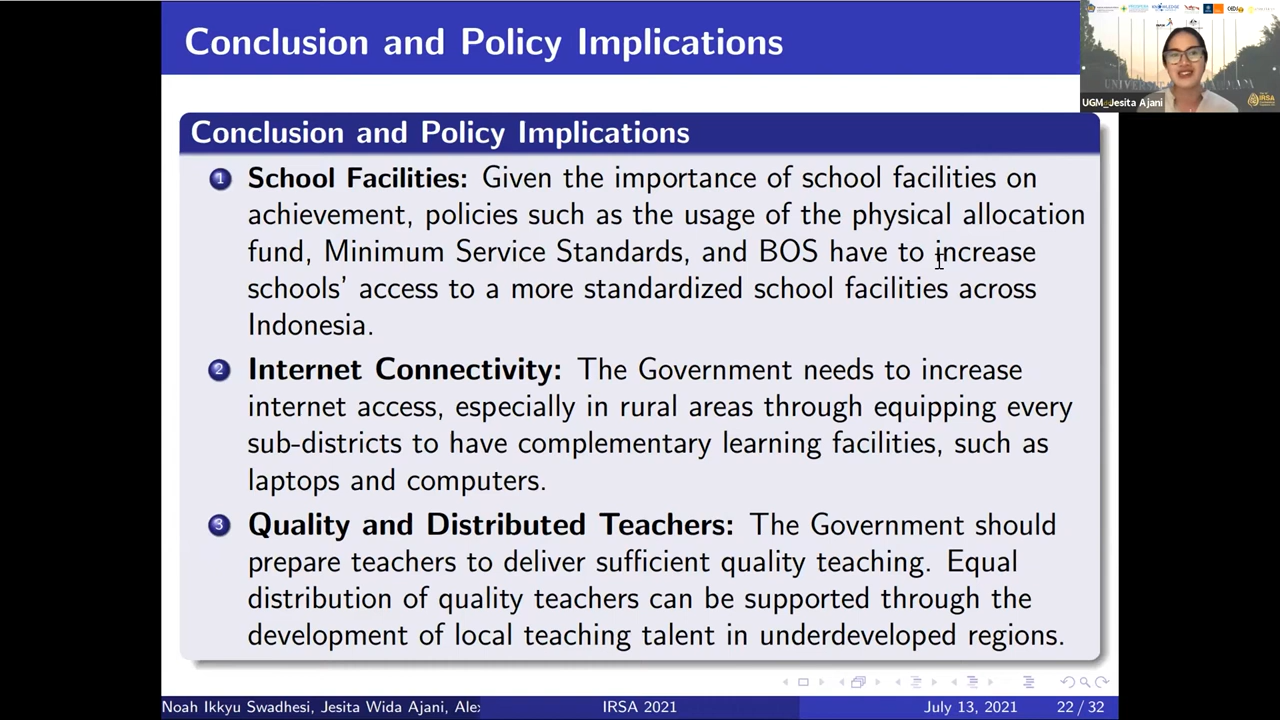 Conclusion and Policy Implications
UGM_Jesita Ajani
Conclusion and Policy Implications
1 School Facilities: Given the importance of school facilities on
achievement, policies such as the usage of the physical allocation
fund, Minimum Service Standards, and BOS have to increase
schools' access to a more standardized school facilities across
Indonesia.
2 Internet Connectivity: The Government needs to increase
internet access, especially in rural areas through equipping every
sub-districts to have complementary learning facilities, such as
laptops and computers.
3 Quality and Distributed Teachers: The Government should
prepare teachers to deliver sufficient quality teaching. Equal
distribution of quality teachers can be supported through the
development of local teaching talent in underdeveloped regions.
Noah Ikkyu Swadhesi, Jesita Wida Ajani, Ale
IRSA 2021
July 13, 2021
22 / 32